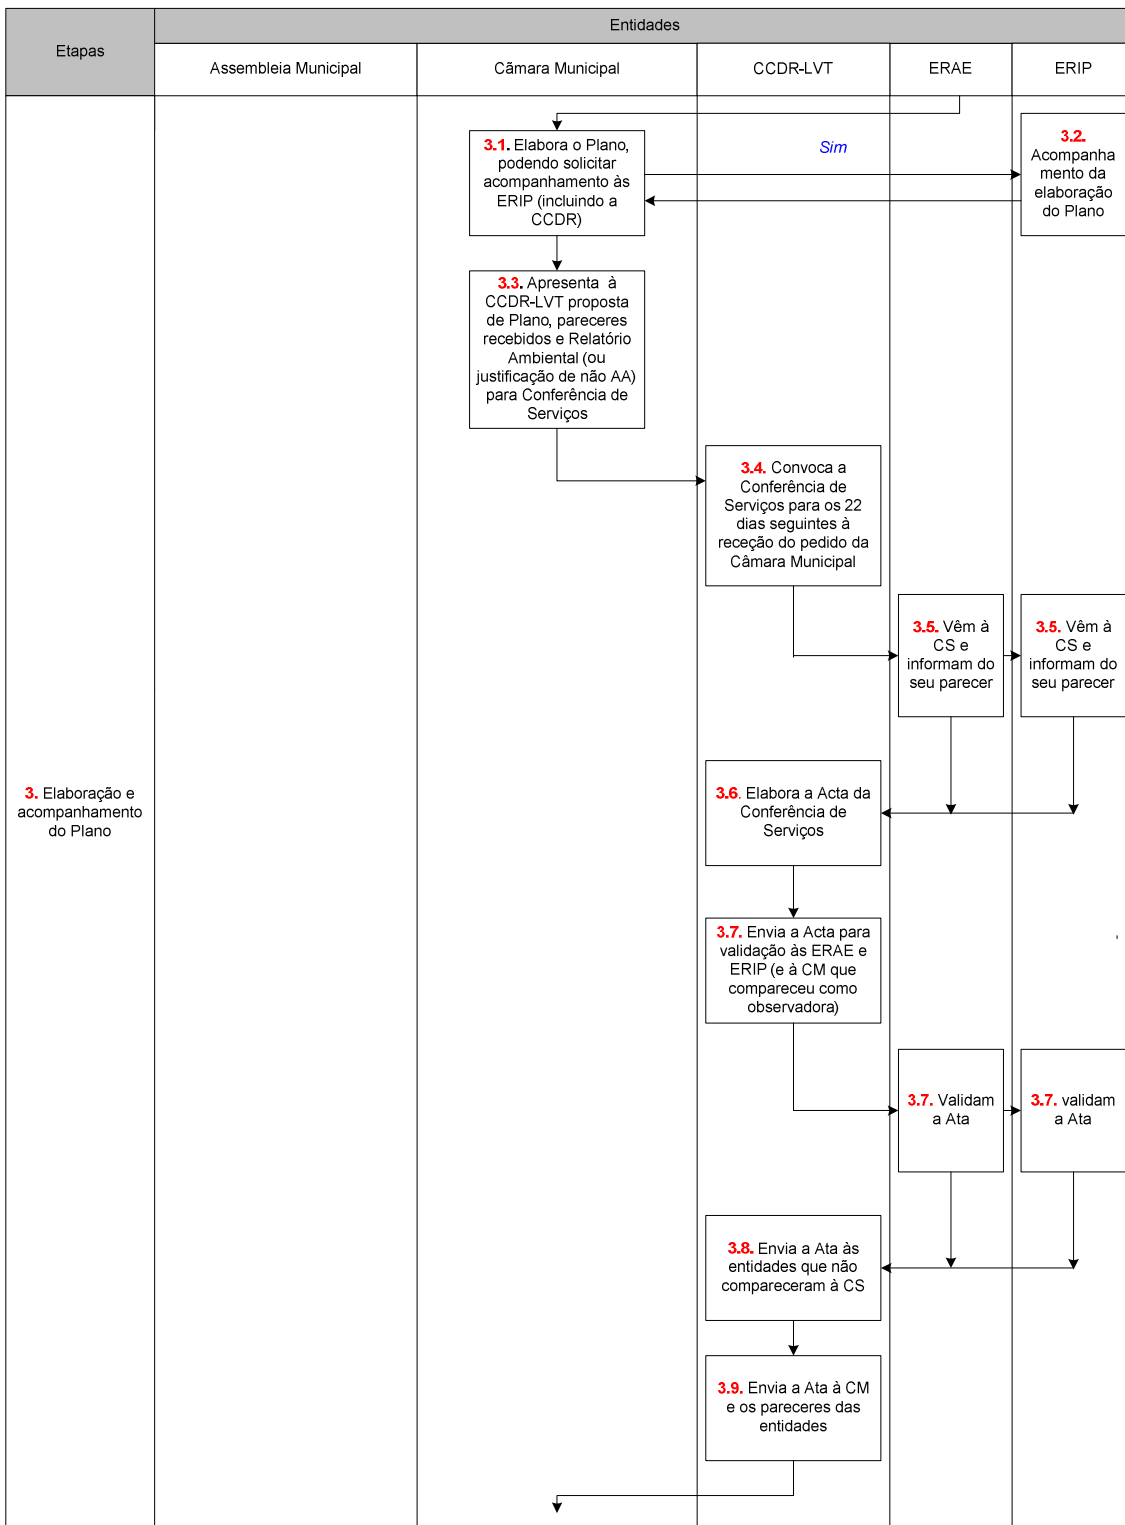 Entidades
Etapas
Assembleia Municipal
Câmara Municipal
CCDR-LVT
ERAE
ERIP
3.1. Elabora o Plano,
podendo solicitar
acompanhamento às
ERIP (incluindo a
CCDR)
Sim
3.2.
Acompanha
mento da
elaboração
do Plano
3.3. Apresenta à
CCDR-LVT proposta
de Plano, pareceres
recebidos e Relatório
Ambiental (ou
justificação de não AA)
para Conferência de
Serviços
3.4. Convoca a
Conferência de
Serviços para os 22
dias seguintes à
receção do pedido da
Câmara Municipal
3.5. Vêm à
CS e
informam do
seu parecer
3.5. Vêm à
CS e
informam do
seu parecer
3. Elaboração e
acompanhamento
do Plano
3.6. Elabora a Acta da
Conferência de
Serviços
3.7. Envia a Acta para
validação às ERAE e
ERIP (e à CM que
compareceu como
observadora)
3.7. Validam
a Ata
3.7. validam
a Ata
3.8. Envia a Ata às
entidades que não
compareceram à CS
3.9. Envia a Ata à CM
e os pareceres das
entidades